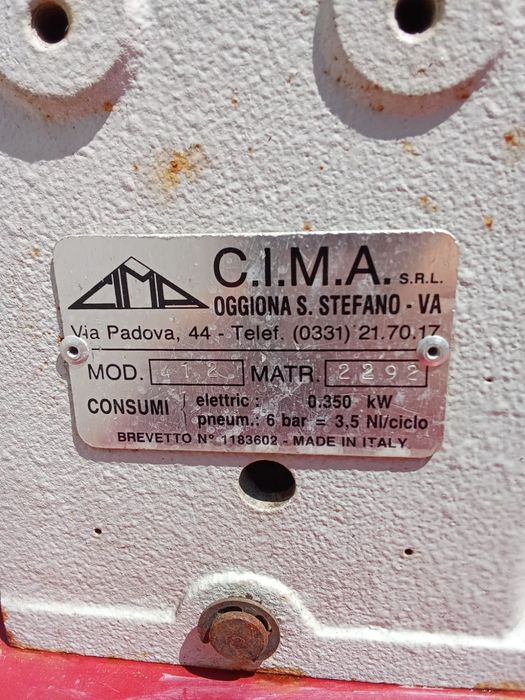 CIMA
C.I.M.A. S.R.L.
OGGIONA S. STEFANO - VA
Via Padova, 44 - Telef. (0331) 21.70.17
MOD. 412 MATR. 2292
CONSUMI { elettric : 0.350 kW
pneum.: 6 bar = 3,5 Nl/ciclo
BREVETTO N° 1183602 - MADE IN ITALY